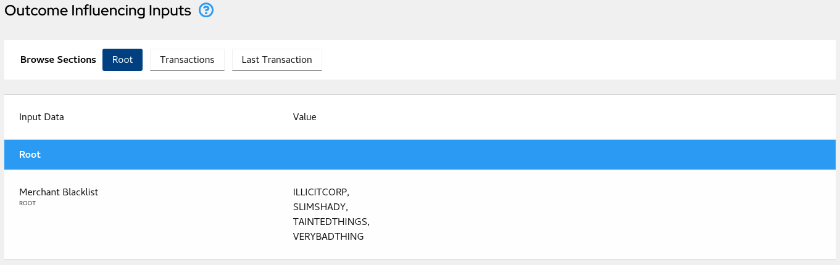 Outcome Influencing Inputs ?
Browse Sections Root Transactions Last Transaction
Input Data Value
Root
Merchant Blacklist ILLICITCORP,
ROOT
SLIMSHADY,
TAINTEDTHINGS,
VERYBADTHING